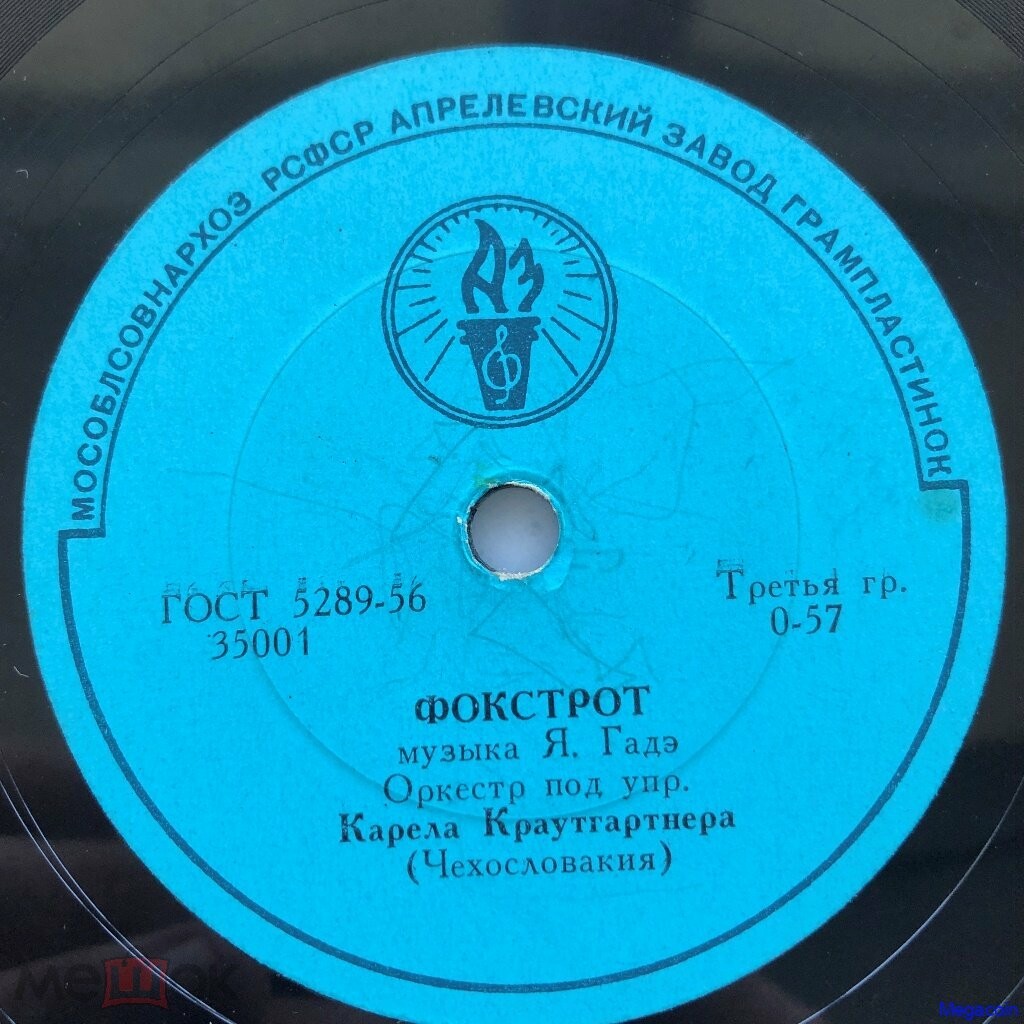 МОСОБЛСОВНАРХОЗ РСФСР АПРЕЛЕВСКИЙ ЗАВОД ГРАМПЛАСТИНОК
АЗ
ГОСТ 5289-56
35001
Третья гр.
0-57
ФОКСТРОТ
музыка Я. Гадэ
Оркестр под упр.
Карела Краутгартнера
(Чехословакия)
мешок